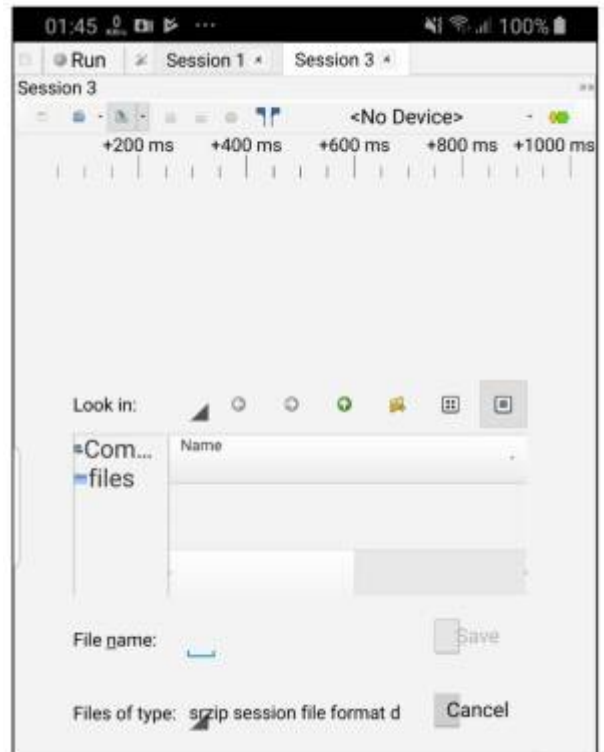 01:45 ... 100%
Run Session 1 Session 3
Session 3
<No Device>
+200 ms +400 ms +600 ms +800 ms +1000 ms
Look in:
Com... Name
files
File name: Save
Files of type: srzip session file format d Cancel